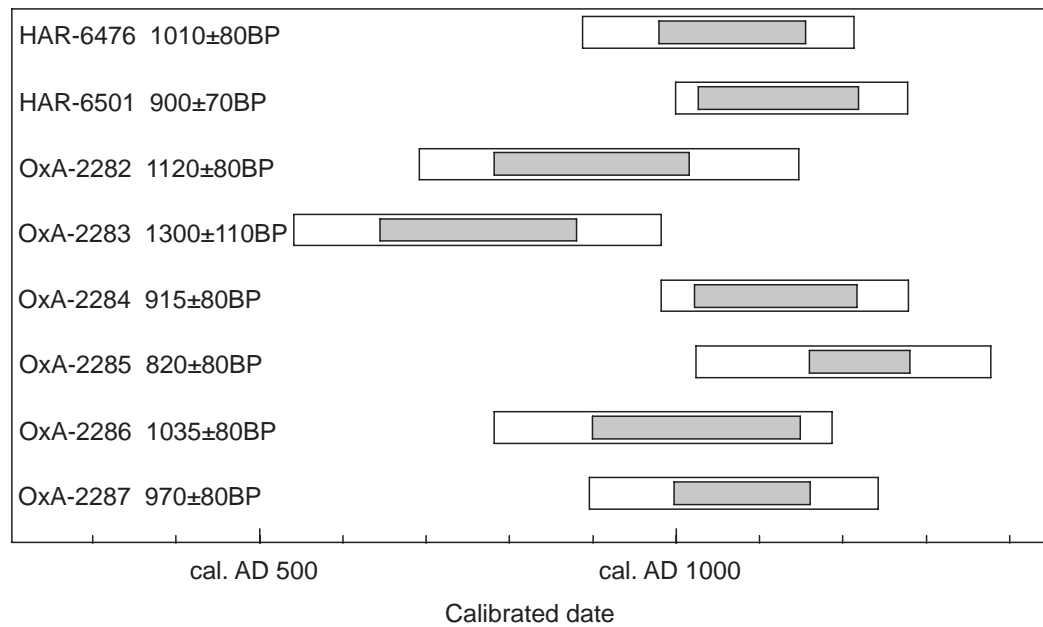 HAR-6476 1010±80BP
HAR-6501 900±70BP
OxA-2282 1120±80BP
OxA-2283 1300±110BP
OxA-2284 915±80BP
OxA-2285 820±80BP
OxA-2286 1035±80BP
OxA-2287 970±80BP
cal. AD 500 cal. AD 1000
Calibrated date